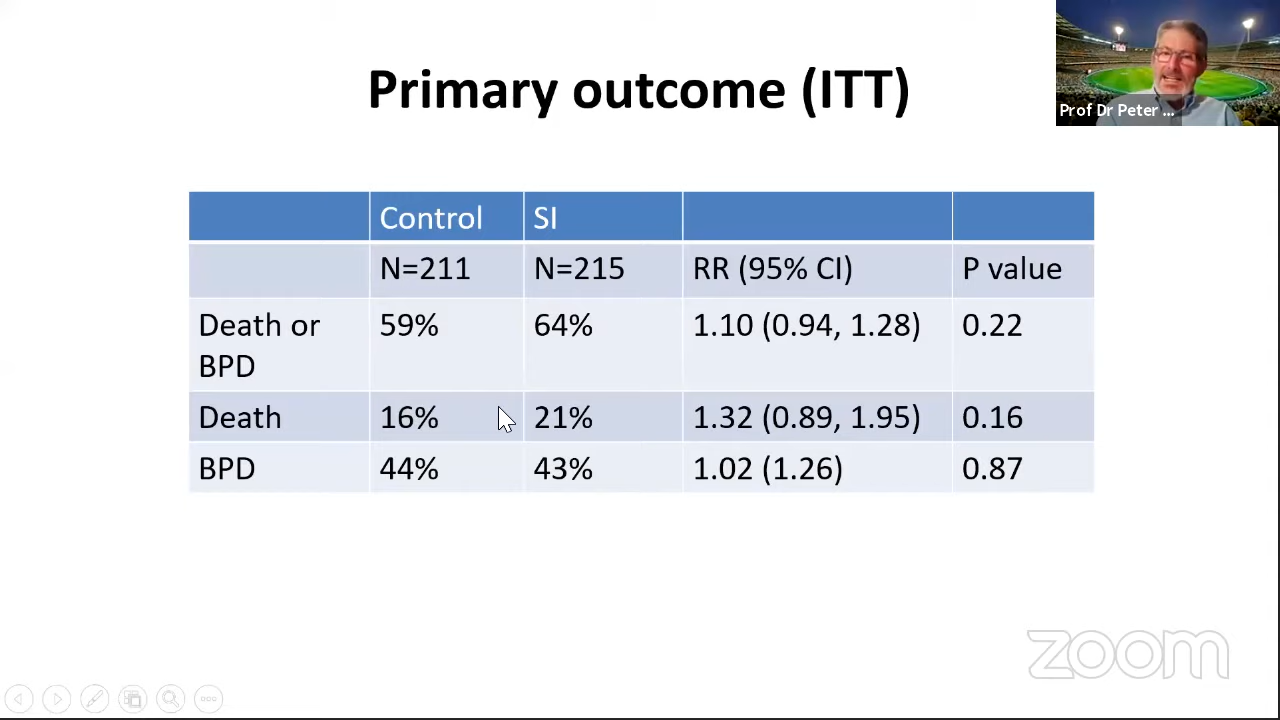 Primary outcome (ITT)
Prof Dr Peter ...
Control SI
N=211 N=215 RR (95% CI) P value
Death or BPD 59% 64% 1.10 (0.94, 1.28) 0.22
Death 16% 21% 1.32 (0.89, 1.95) 0.16
BPD 44% 43% 1.02 (1.26) 0.87
zoom